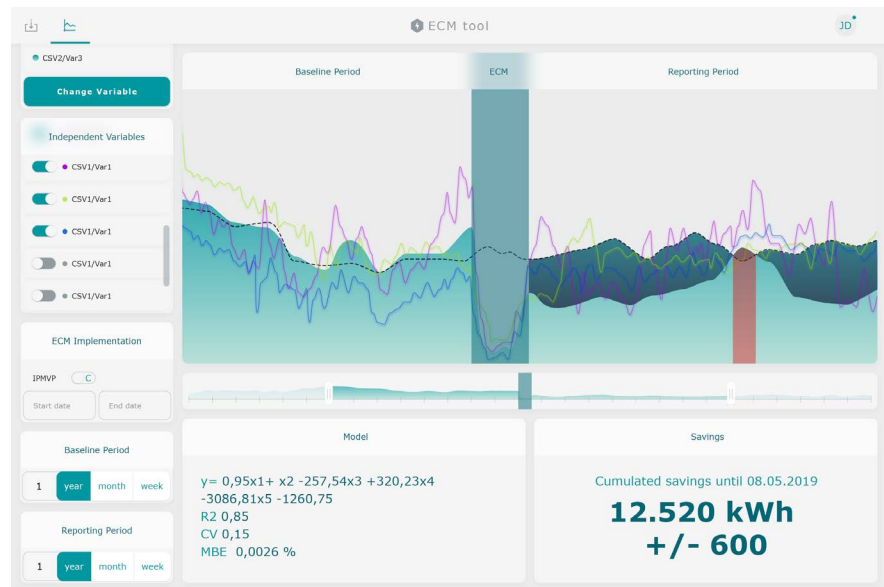 ECM tool
JD
CSV2/Var3
Change Variable
Independent Variables
CSV1/Var1
CSV1/Var1
CSV1/Var1
CSV1/Var1
CSV1/Var1
ECM Implementation
IPMVP C
Start date End date
Baseline Period
1 year month week
Reporting Period
1 year month week
Baseline Period ECM Reporting Period
Model
y= 0,95x1+ x2 -257,54x3 +320,23x4
-3086,81x5 -1260,75
R2 0,85
CV 0,15
MBE 0,0026 %
Savings
Cumulated savings until 08.05.2019
12.520 kWh
+/- 600